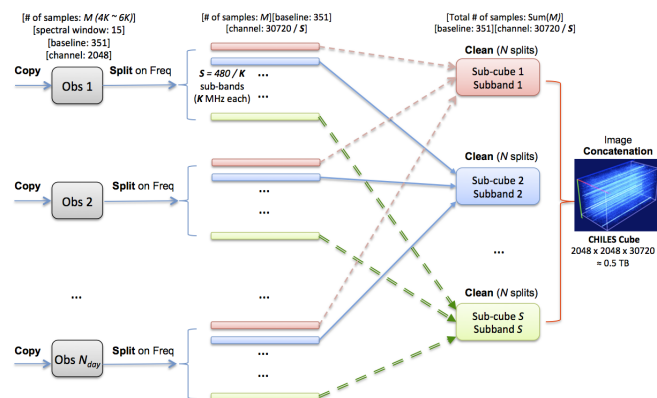 [# of samples: M (4K ~ 6K)]
[spectral window: 15]
[baseline: 351]
[channel: 2048]
[# of samples: M][baseline: 351]
[channel: 30720 / S]
[Total # of samples: Sum(Mj)]
[baseline: 351][channel: 30720 / S]
Copy
Obs 1
Split on Freq
S = 480 / K
sub-bands
(K MHz each)
...
...
Clean (N splits)
Sub-cube 1
Subband 1
Copy
Obs 2
Split on Freq
...
...
Clean (N splits)
Sub-cube 2
Subband 2
Image
Concatenation
CHILES Cube
2048 x 2048 x 30720
≈ 0.5 TB
...
...
...
Clean (N splits)
Sub-cube S
Subband S
Copy
Obs Nday
Split on Freq
...
...